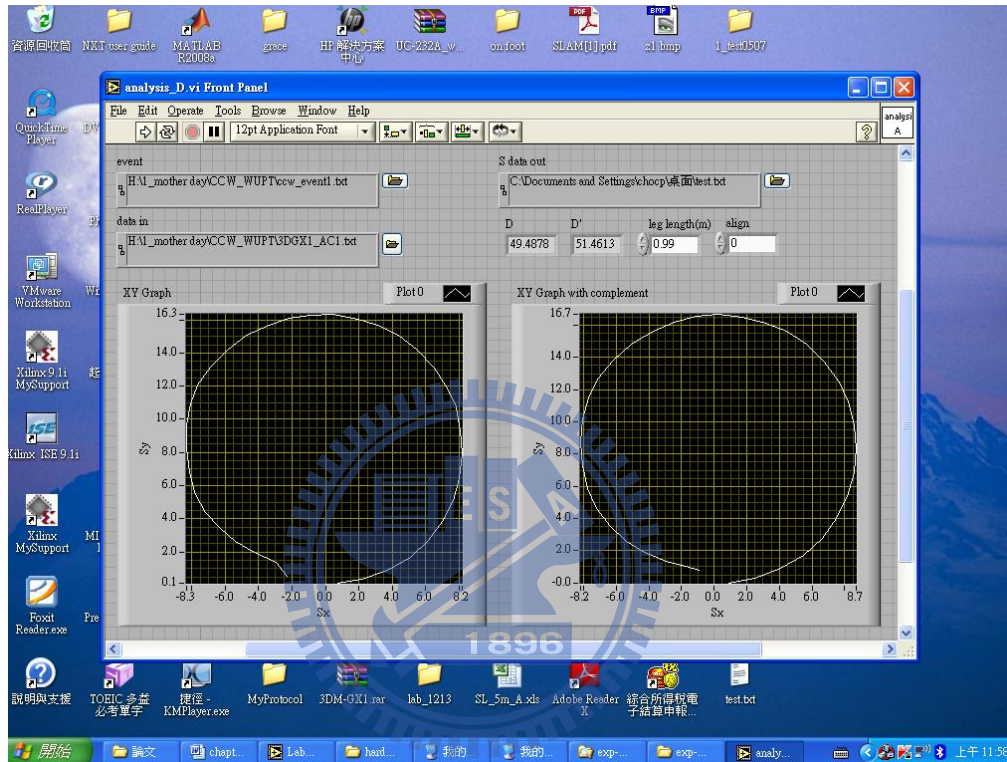 資源回收筒
NXT user guide
MATLAB R2008a
grace
HP 解決方案中心
UC-232A_w...
on foot
SLAM[1].pdf
z1.bmp
1_test0507
QuickTime Player
RealPlayer
VMware Workstation
Xilinx 9.1i MySupport
Xilinx ISE 9.1i
Xilinx MySupport
Foxit Reader.exe
說明與支援
analysis_D.vi Front Panel
File Edit Operate Tools Browse Window Help
12pt Application Font
analysi
A
event
H:\1_mother day\CCW_WUPT\ccw_event1.txt
data in
H:\1_mother day\CCW_WUPT\3DGX1_AC1.txt
S data out
C:\Documents and Settings\chocp\桌面\test.txt
D D' leg length(m) align
49.4878 51.4613 0.99 0
XY Graph
Plot 0
16.3
14.0
12.0
10.0
8.0
6.0
4.0
2.0
0.1
Sy
-8.2 -6.0 -4.0 -2.0 0.0 2.0 4.0 6.0 8.2
Sx
XY Graph with complement
Plot 0
16.7
14.0
12.0
10.0
8.0
6.0
4.0
2.0
-0.0
Sy
-8.2 -6.0 -4.0 -2.0 0.0 2.0 4.0 6.0 8.7
Sx
ESA
1896
TOEIC 多益必考單字
捷徑 - KMPlayer.exe
MyProtocol
3DM-GX1.rar
lab_1213
SL_5m_A.xls
Adobe Reader X
綜合所得稅電子結算申報...
test.txt
開始
論文
chapt...
Lab...
hard...
我的...
我的...
exp-...
exp-...
analy...
上午 11:58